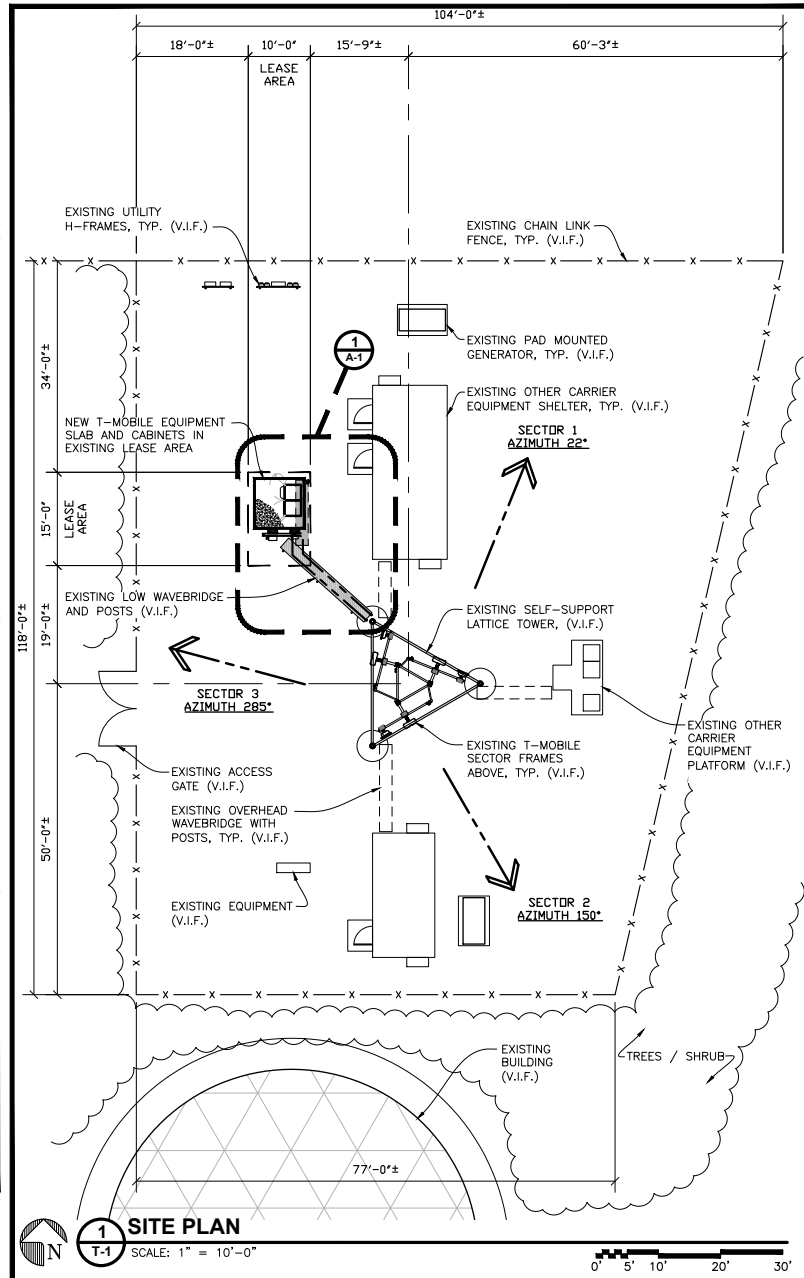 104'-0"±
18'-0"±
10'-0"
15'-9"±
60'-3"±
LEASE
AREA
EXISTING UTILITY
H-FRAMES, TYP. (V.I.F.)
EXISTING CHAIN LINK
FENCE, TYP. (V.I.F.)
1
A-1
EXISTING PAD MOUNTED
GENERATOR, TYP. (V.I.F.)
34'-0"±
EXISTING OTHER CARRIER
EQUIPMENT SHELTER, TYP. (V.I.F.)
NEW T-MOBILE EQUIPMENT
SLAB AND CABINETS IN
EXISTING LEASE AREA
SECTOR 1
AZIMUTH 22°
15'-0"
LEASE
AREA
EXISTING LOW WAVEBRIDGE
AND POSTS (V.I.F.)
118'-0"±
19'-0"±
EXISTING SELF-SUPPORT
LATTICE TOWER, (V.I.F.)
SECTOR 3
AZIMUTH 285°
EXISTING OTHER
CARRIER
EQUIPMENT
PLATFORM (V.I.F.)
EXISTING T-MOBILE
SECTOR FRAMES
ABOVE, TYP. (V.I.F.)
EXISTING ACCESS
GATE (V.I.F.)
EXISTING OVERHEAD
WAVEBRIDGE WITH
POSTS, TYP. (V.I.F.)
50'-0"±
EXISTING EQUIPMENT
(V.I.F.)
SECTOR 2
AZIMUTH 150°
EXISTING
BUILDING
(V.I.F.)
TREES / SHRUB
77'-0"±
N
1
T-1
SITE PLAN
SCALE: 1" = 10'-0"
0' 5' 10' 20' 30'